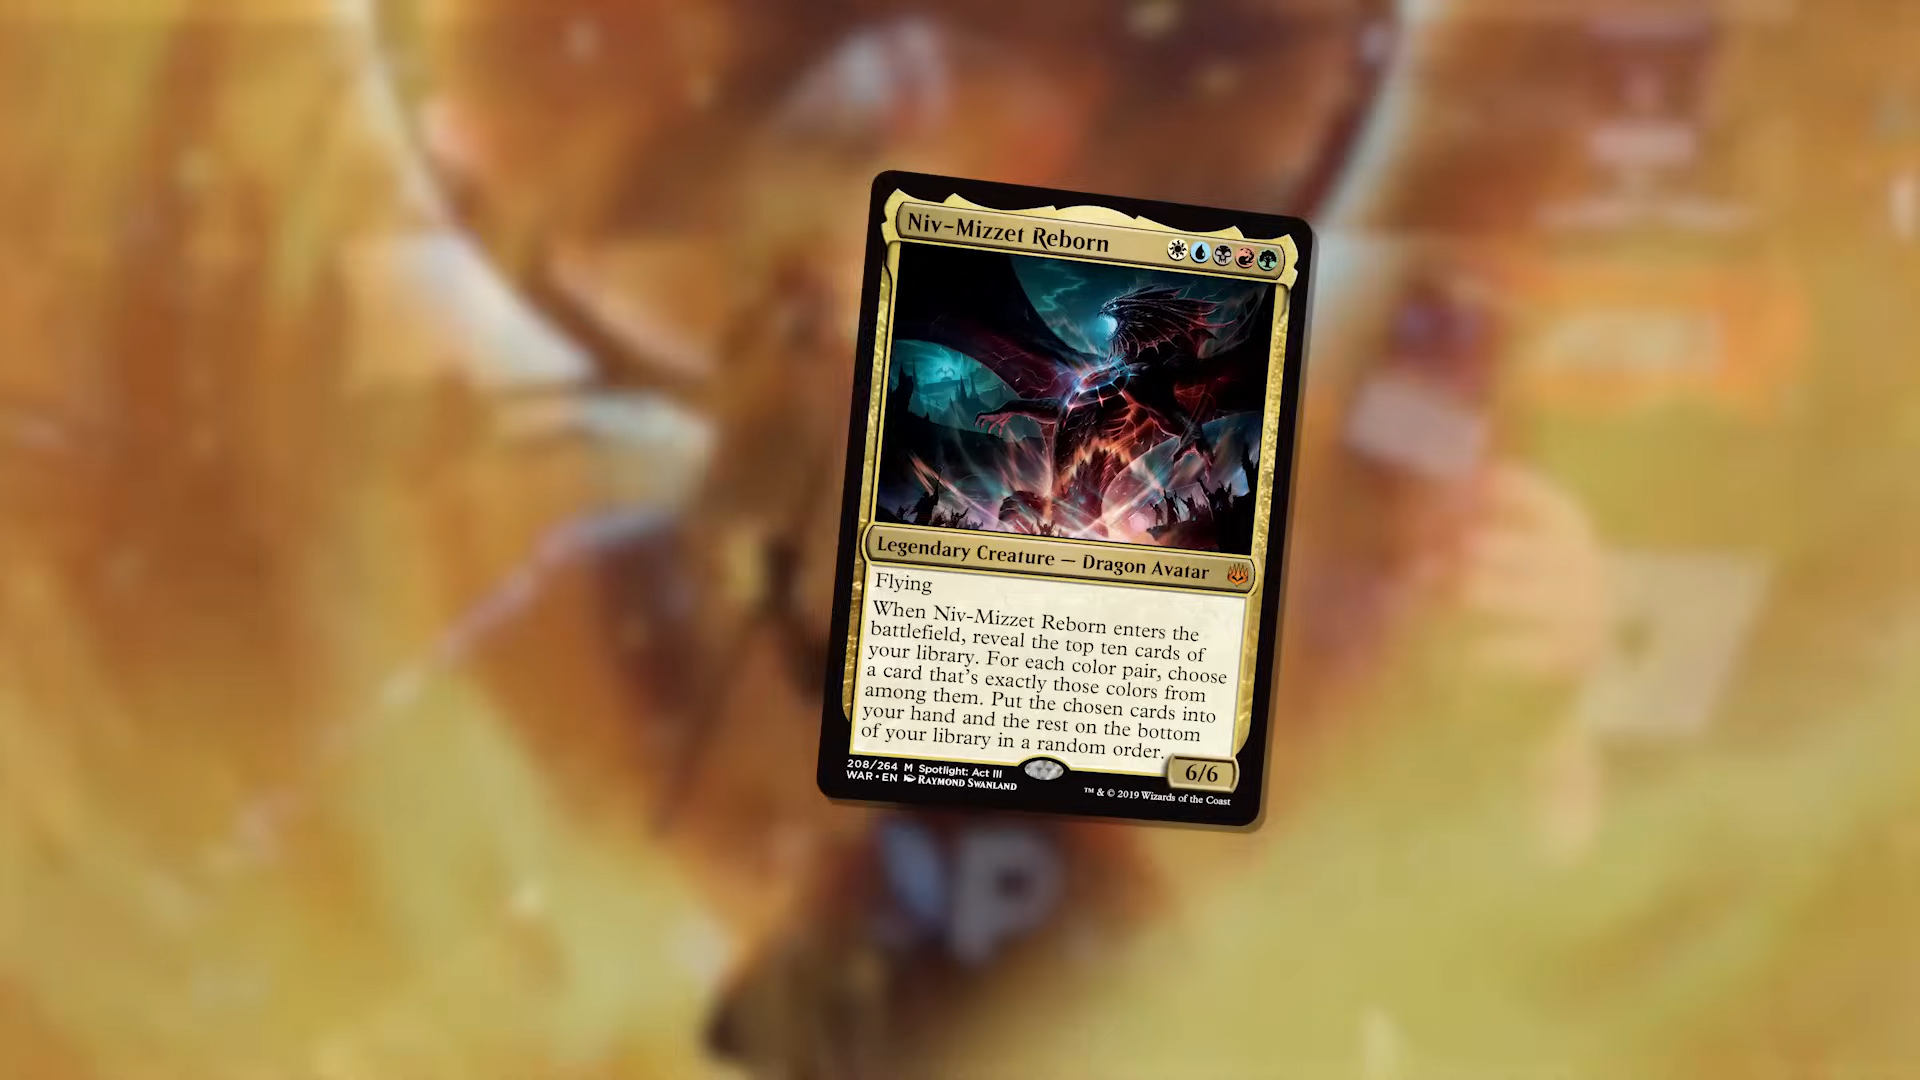 Niv-Mizzet Reborn
Legendary Creature — Dragon Avatar
Flying
When Niv-Mizzet Reborn enters the
battlefield, reveal the top ten cards of
your library. For each color pair, choose
a card that's exactly those colors from
among them. Put the chosen cards into
your hand and the rest on the bottom
of your library in a random order.
6/6
208/264 M Spotlight: Act III
WAR • EN Raymond Swanland
™ & © 2019 Wizards of the Coast